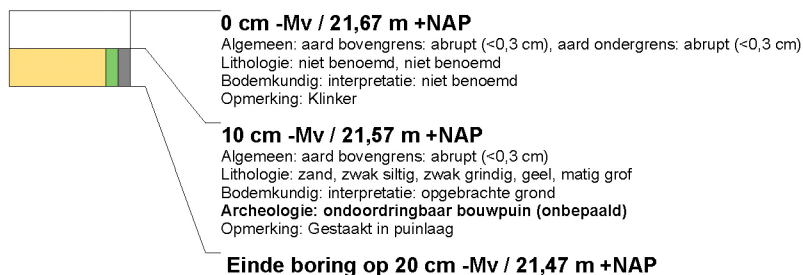 0 cm -Mv / 21,67 m +NAP
Algemeen: aard bovengrens: abrupt (<0,3 cm), aard ondergrens: abrupt (<0,3 cm)
Lithologie: niet benoemd, niet benoemd
Bodemkundig: interpretatie: niet benoemd
Opmerking: Klinker
10 cm -Mv / 21,57 m +NAP
Algemeen: aard bovengrens: abrupt (<0,3 cm)
Lithologie: zand, zwak siltig, zwak grindig, geel, matig grof
Bodemkundig: interpretatie: opgebrachte grond
Archeologie: ondoordringbaar bouwpuin (onbepaald)
Opmerking: Gestaakt in puinlaag
Einde boring op 20 cm -Mv / 21,47 m +NAP